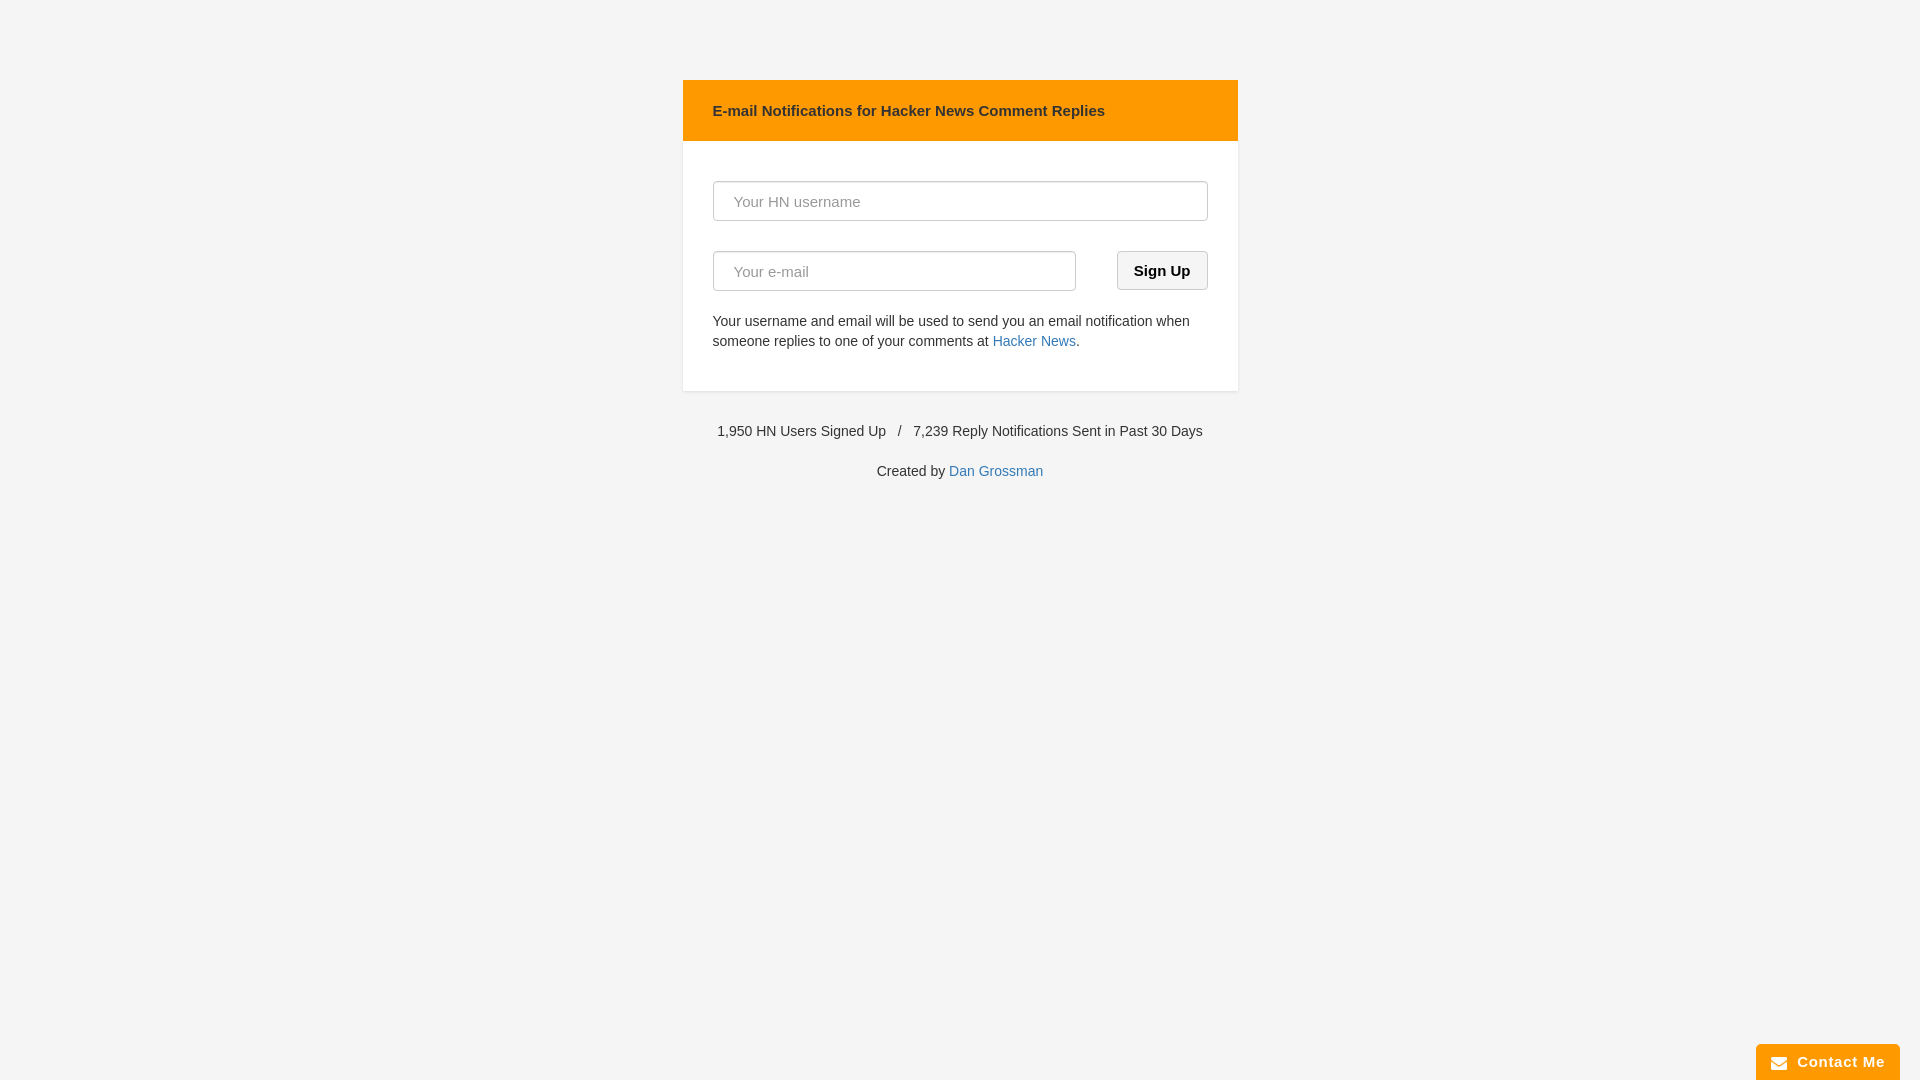 E-mail Notifications for Hacker News Comment Replies
Your HN username
Your e-mail
Sign Up
Your username and email will be used to send you an email notification when
someone replies to one of your comments at Hacker News.
1,950 HN Users Signed Up / 7,239 Reply Notifications Sent in Past 30 Days
Created by Dan Grossman
Contact Me